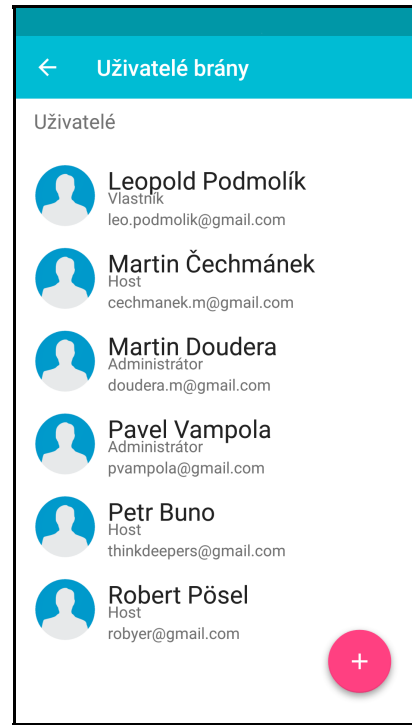 Uživatelé brány
Uživatelé
Leopold Podmolík
Vlastník
leo.podmolik@gmail.com
Martin Čechmánek
Host
cechmanek.m@gmail.com
Martin Doudera
Administrátor
doudera.m@gmail.com
Pavel Vampola
Administrátor
pvampola@gmail.com
Petr Buno
Host
thinkdeepers@gmail.com
Robert Pösel
Host
robyer@gmail.com